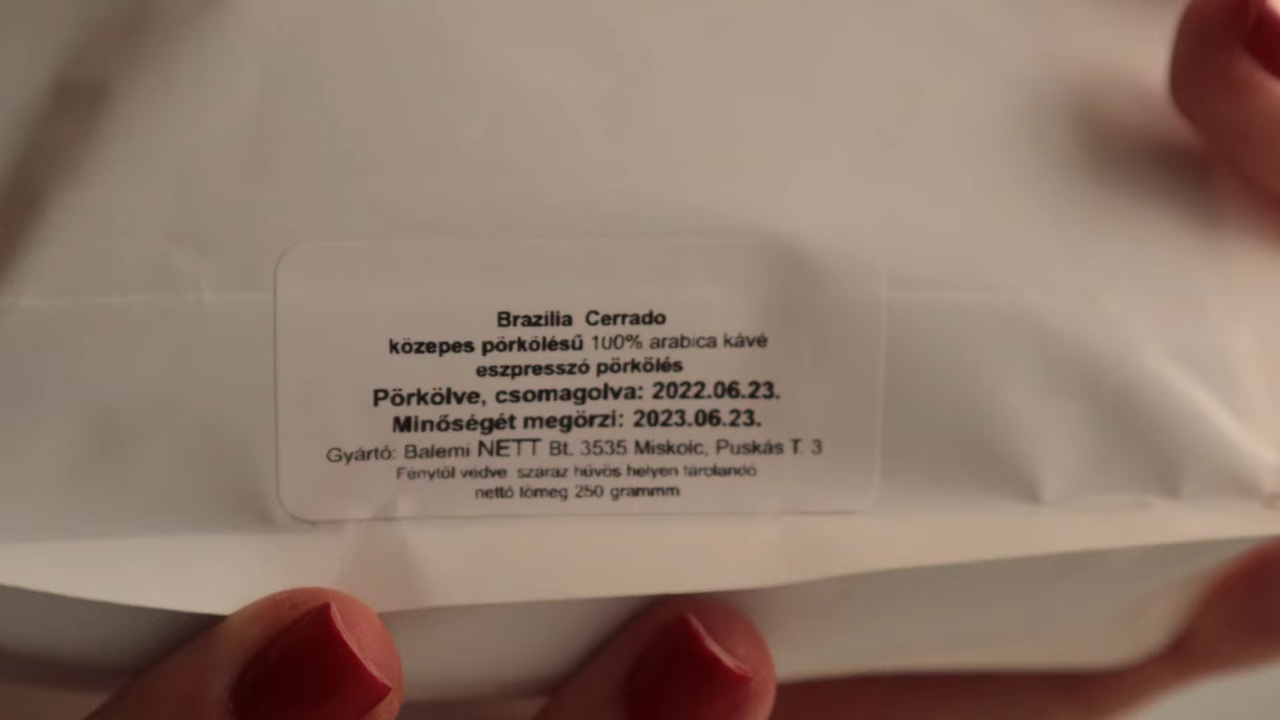 Brazilia Cerrado
közepes pörkölésű 100% arabica kávé
eszpresszó pörkölés
Pörkölve, csomagolva: 2022.06.23.
Minőségét megörzi: 2023.06.23.
Gyártó: Balemi NETT Bt. 3535 Miskolc, Puskás T. 3
Fénytől védve száraz hűvös helyen tárolandó
nettó tömeg 250 grammm